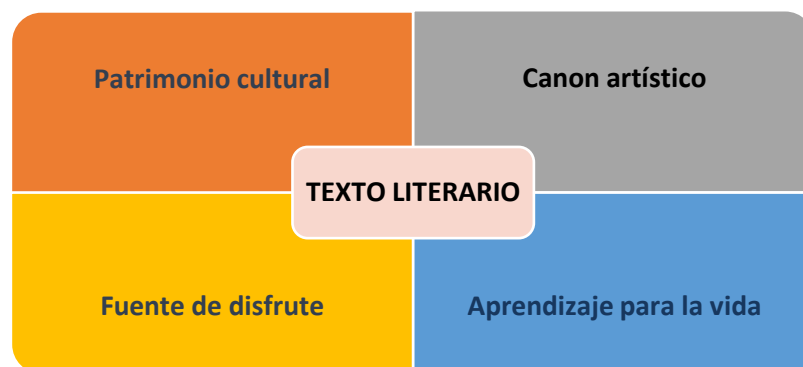 Patrimonio cultural
Canon artístico
TEXTO LITERARIO
Fuente de disfrute
Aprendizaje para la vida